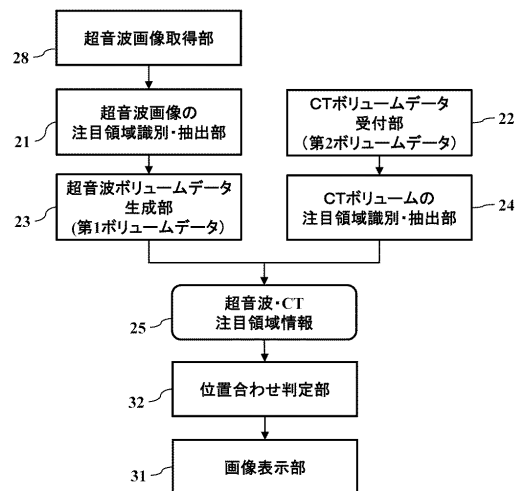 超音波画像取得部
28
超音波画像の
注目領域識別・抽出部
21
超音波ボリュームデータ
生成部
(第1ボリュームデータ)
23
CTボリュームデータ
受付部
(第2ボリュームデータ)
22
CTボリュームの
注目領域識別・抽出部
24
超音波・CT
注目領域情報
25
位置合わせ判定部
32
画像表示部
31